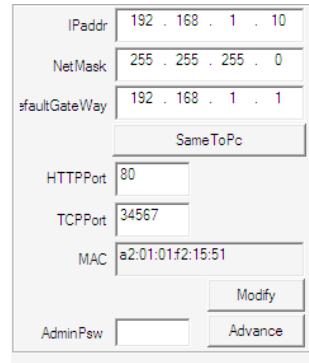 IPaddr 192 . 168 . 1 . 10
NetMask 255 . 255 . 255 . 0
efaultGateWay 192 . 168 . 1 . 1
SameToPc
HTTPPort 80
TCPPort 34567
MAC a2:01:01:f2:15:51
Modify
AdminPsw Advance